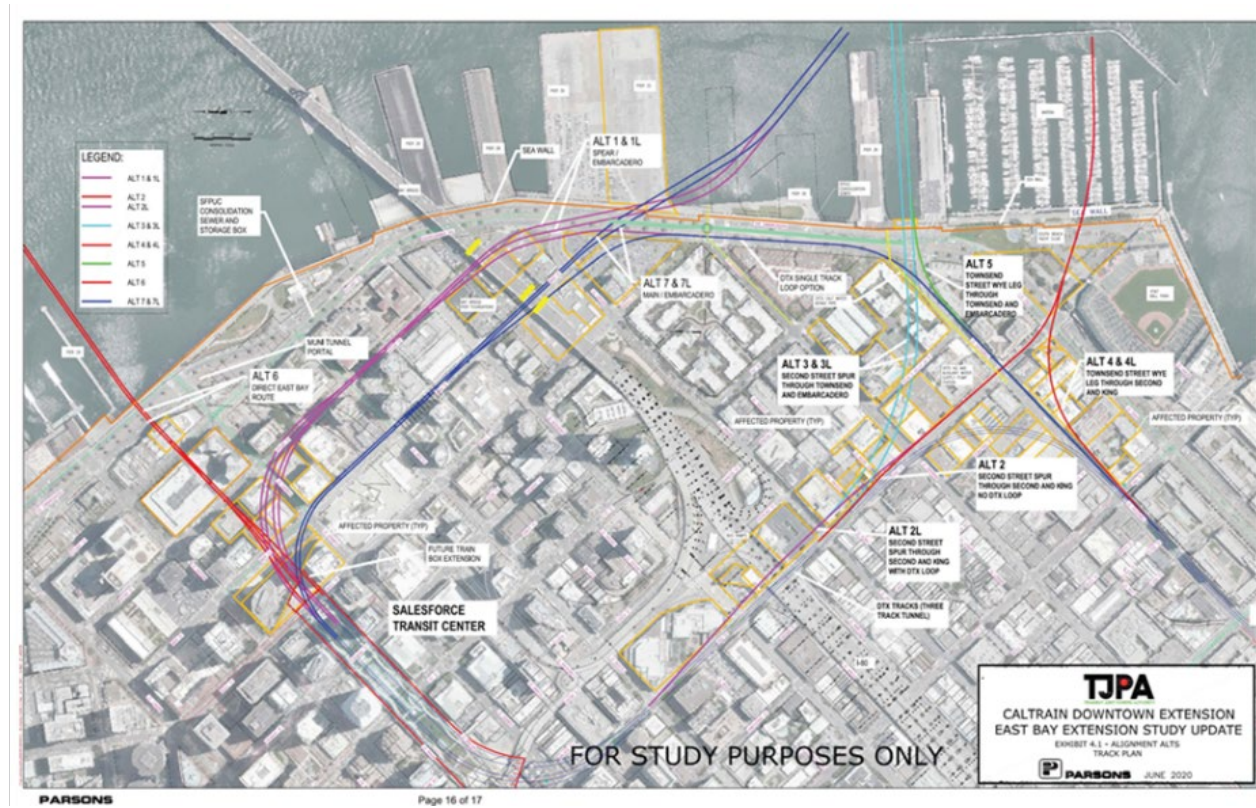 LEGEND:
ALT 1 & 1L
ALT 2
ALT 2L
ALT 3 & 3L
ALT 4 & 4L
ALT 5
ALT 6
ALT 7 & 7L
SFPUC
CONSOLIDATION
SEWER AND
STORAGE BOX
SEA WALL
ALT 1 & 1L
SPEAR /
EMBARCADERO
SEA WALL
ALT 7 & 7L
MAIN / EMBARCADERO
DTX SINGLE TRACK
LOOP OPTION
ALT 5
TOWNSEND
STREET WYE LEG
THROUGH
TOWNSEND AND
EMBARCADERO
MUNI TUNNEL
PORTAL
ALT 6
DIRECT EAST BAY
ROUTE
ALT 3 & 3L
SECOND STREET SPUR
THROUGH TOWNSEND
AND EMBARCADERO
ALT 4 & 4L
TOWNSEND STREET WYE
LEG THROUGH SECOND
AND KING
AFFECTED PROPERTY (TYP)
AFFECTED PROPERTY (TYP)
ALT 2
SECOND STREET SPUR
THROUGH SECOND AND KING
NO DTX LOOP
AFFECTED PROPERTY (TYP)
FUTURE TRAIN
BOX EXTENSION
ALT 2L
SECOND STREET
SPUR THROUGH
SECOND AND KING
WITH DTX LOOP
SALESFORCE
TRANSIT CENTER
DTX TRACKS (THREE
TRACK TUNNEL)
I-80
FOR STUDY PURPOSES ONLY
TJPA
CALTRAIN DOWNTOWN EXTENSION
EAST BAY EXTENSION STUDY UPDATE
EXHIBIT 4.1 - ALIGNMENT ALTS
TRACK PLAN
PARSONS JUNE 2020
PARSONS
Page 16 of 17